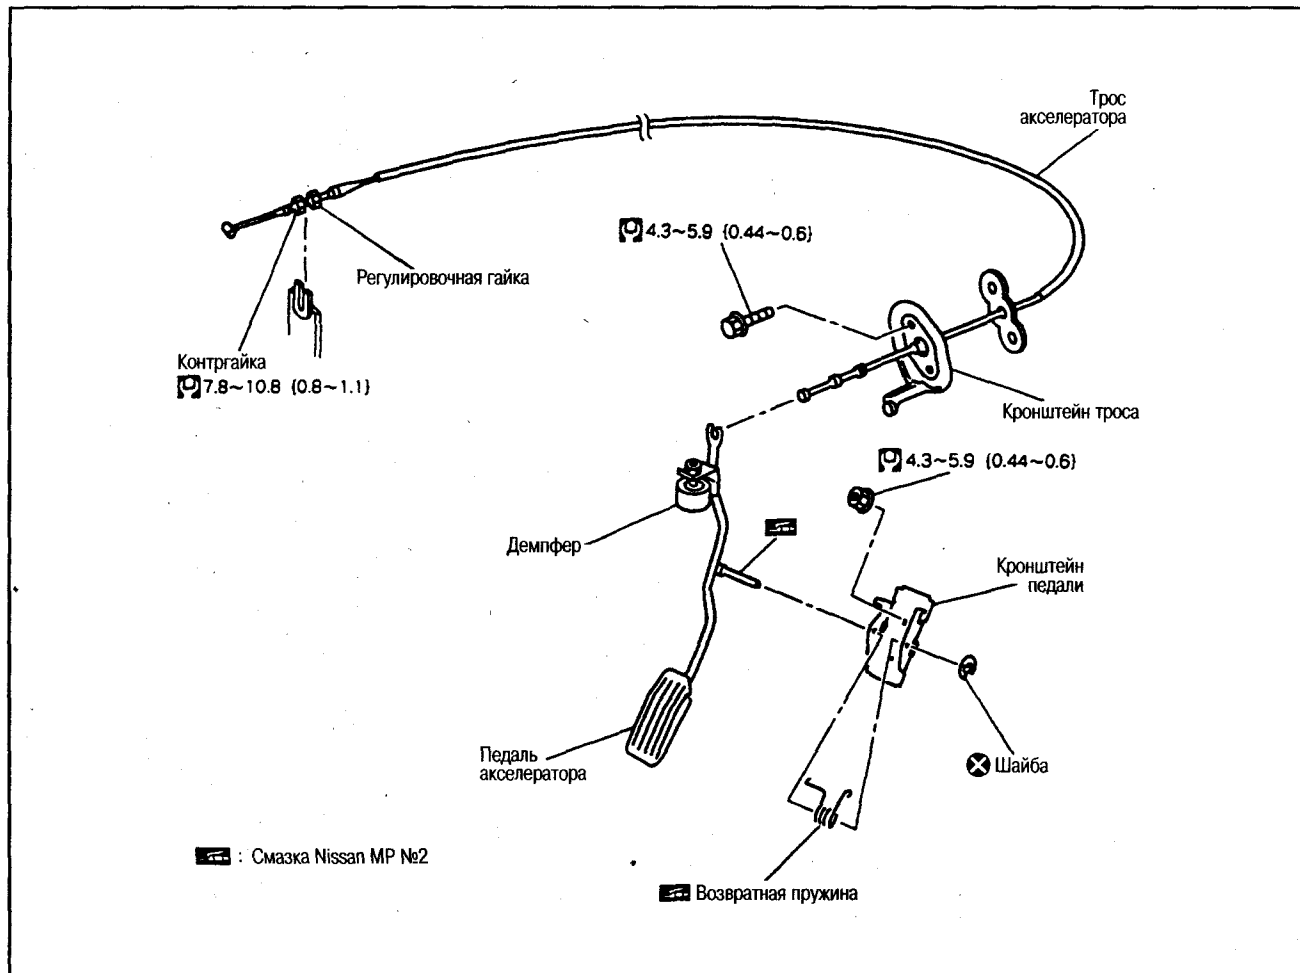 Трос
акселератора
4.3~5.9 {0.44~0.6}
Регулировочная гайка
Контргайка
7.8~10.8 {0.8~1.1}
Кронштейн троса
4.3~5.9 {0.44~0.6}
Демпфер
Кронштейн
педали
Педаль
акселератора
Шайба
: Смазка Nissan MP №2
Возвратная пружина